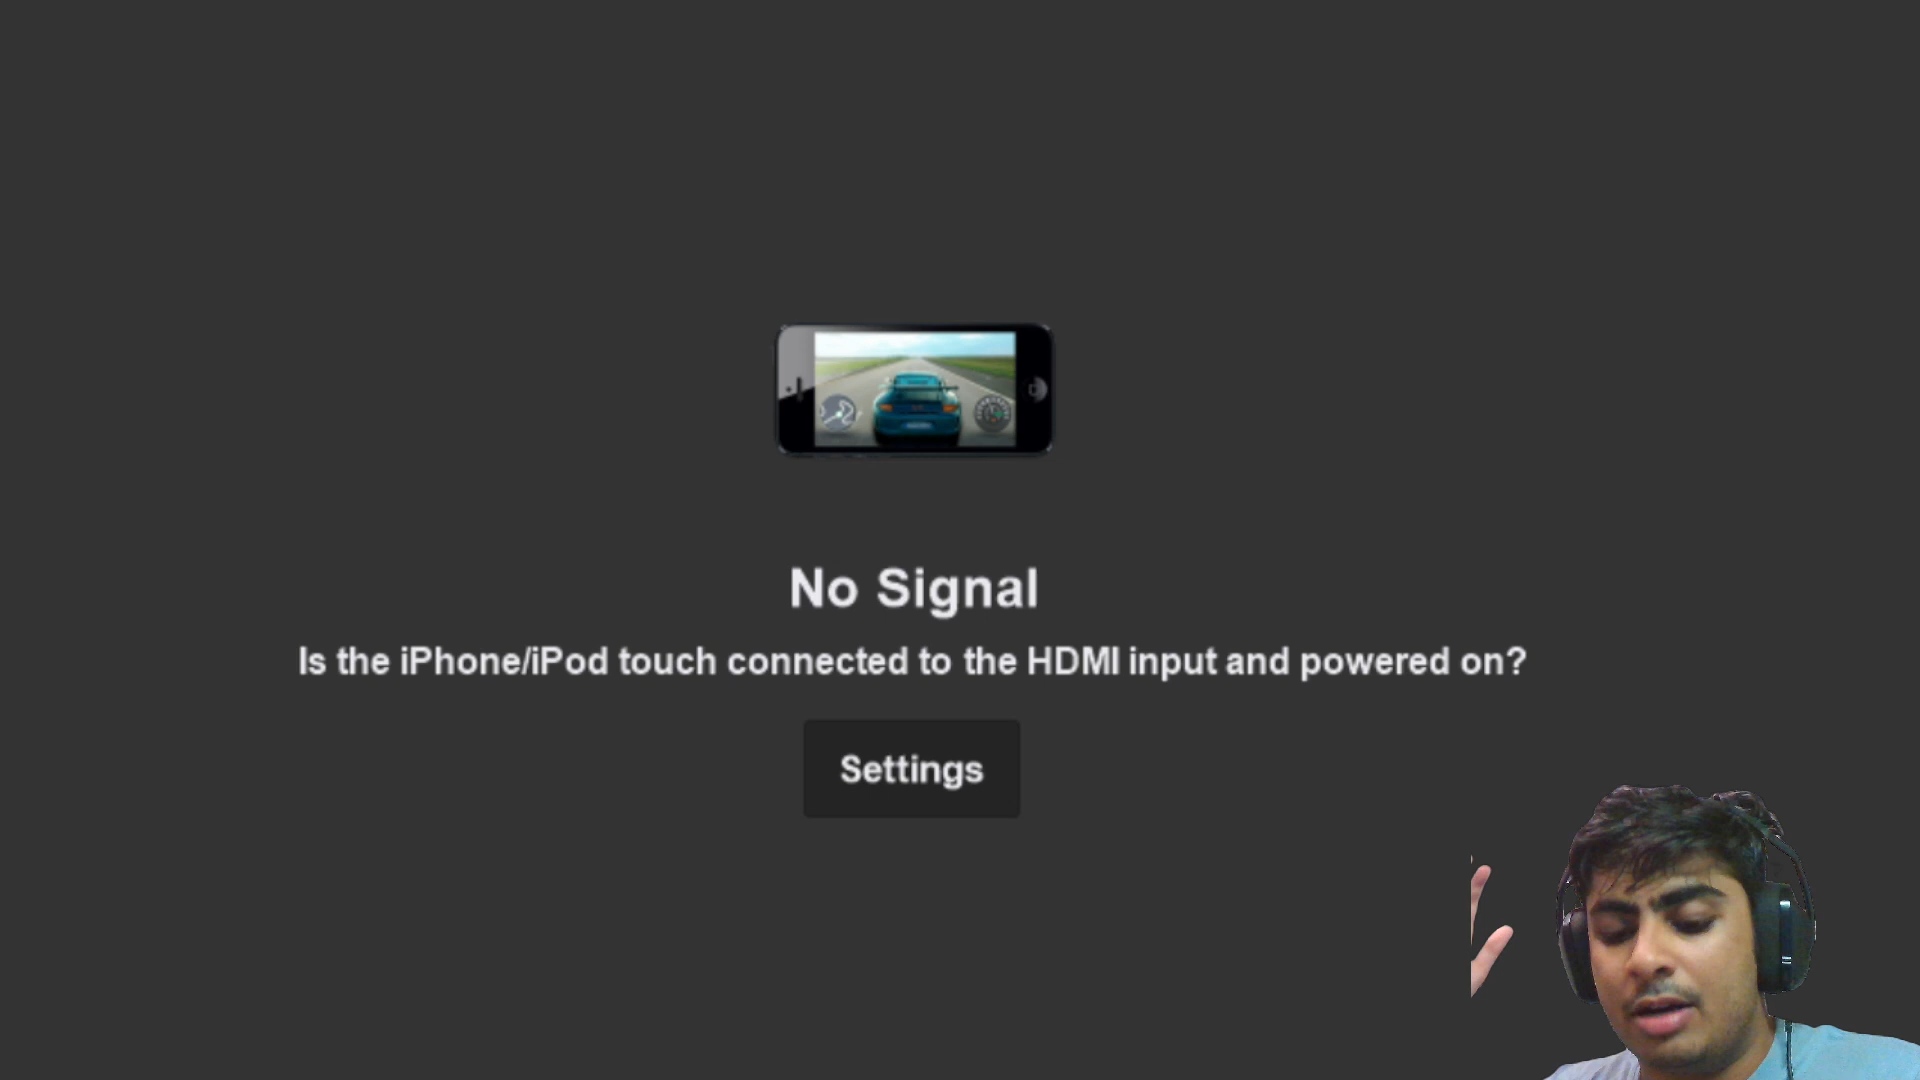 No Signal
Is the iPhone/iPod touch connected to the HDMI input and powered on?
Settings